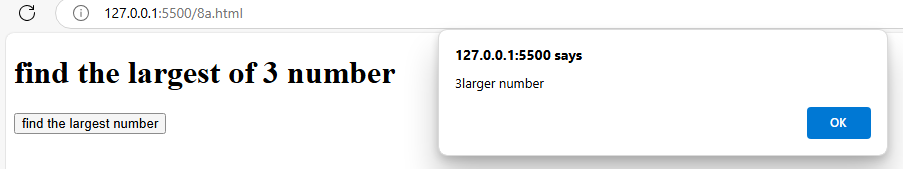 127.0.0.1:5500/8a.html
find the largest of 3 number
find the largest number
127.0.0.1:5500 says
3larger number
OK